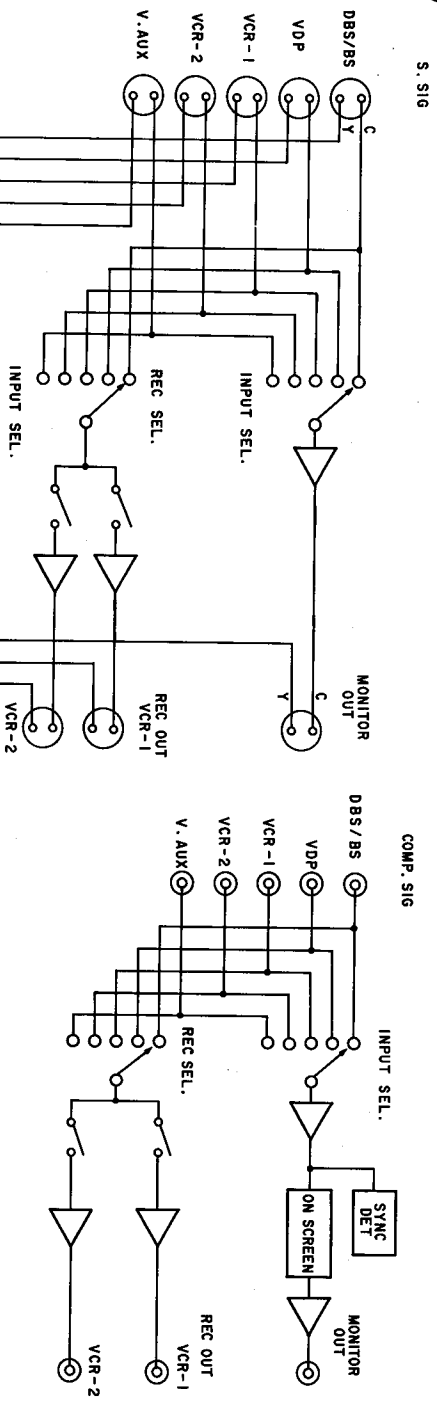 S. SIG
DBS/BS
VDP
VCR-1
VCR-2
V.AUX
C
Y
INPUT SEL.
REC SEL.
INPUT SEL.
MONITOR
OUT
C
Y
REC OUT
VCR-1
VCR-2
COMP. SIG
DBS/BS
VDP
VCR-1
VCR-2
V. AUX
INPUT SEL.
REC SEL.
SYNC
DET
ON SCREEN
MONITOR
OUT
REC OUT
VCR-1
VCR-2